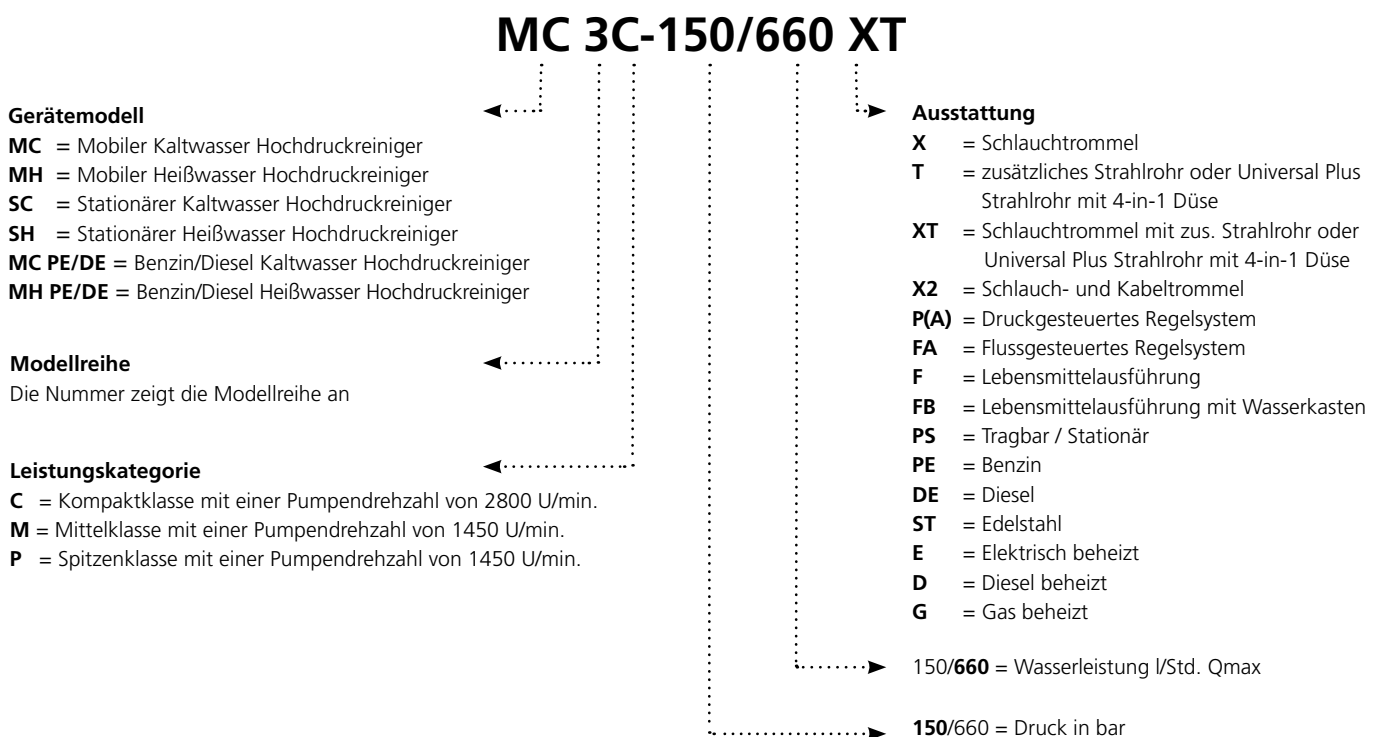 MC 3C-150/660 XT
Gerätemodell
MC = Mobiler Kaltwasser Hochdruckreiniger
MH = Mobiler Heißwasser Hochdruckreiniger
SC = Stationärer Kaltwasser Hochdruckreiniger
SH = Stationärer Heißwasser Hochdruckreiniger
MC PE/DE = Benzin/Diesel Kaltwasser Hochdruckreiniger
MH PE/DE = Benzin/Diesel Heißwasser Hochdruckreiniger
Modellreihe
Die Nummer zeigt die Modellreihe an
Leistungskategorie
C = Kompaktklasse mit einer Pumpendrehzahl von 2800 U/min.
M = Mittelklasse mit einer Pumpendrehzahl von 1450 U/min.
P = Spitzenklasse mit einer Pumpendrehzahl von 1450 U/min.
Ausstattung
X = Schlauchtrommel
T = zusätzliches Strahlrohr oder Universal Plus
Strahlrohr mit 4-in-1 Düse
XT = Schlauchtrommel mit zus. Strahlrohr oder
Universal Plus Strahlrohr mit 4-in-1 Düse
X2 = Schlauch- und Kabeltrommel
P(A) = Druckgesteuertes Regelsystem
FA = Flussgesteuertes Regelsystem
F = Lebensmittelausführung
FB = Lebensmittelausführung mit Wasserkasten
PS = Tragbar / Stationär
PE = Benzin
DE = Diesel
ST = Edelstahl
E = Elektrisch beheizt
D = Diesel beheizt
G = Gas beheizt
150/660 = Wasserleistung l/Std. Qmax
150/660 = Druck in bar